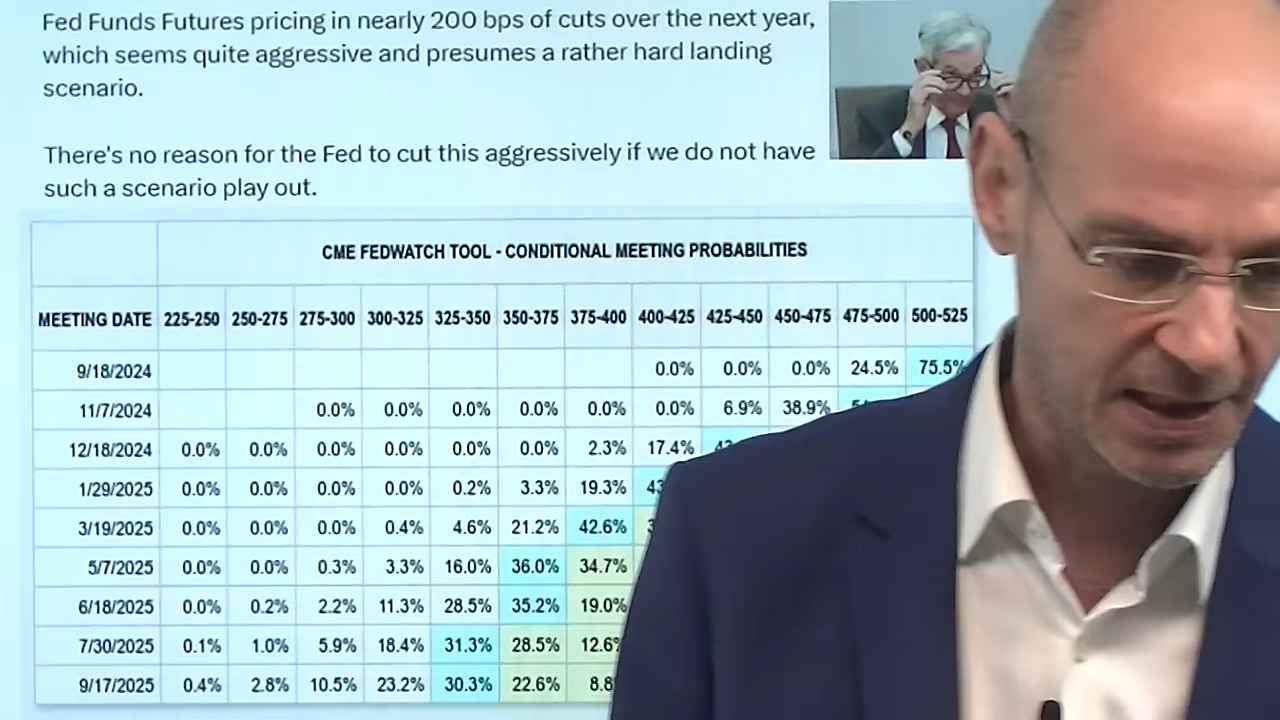 Fed Funds Futures pricing in nearly 200 bps of cuts over the next year,
which seems quite aggressive and presumes a rather hard landing
scenario.
There's no reason for the Fed to cut this aggressively if we do not have
such a scenario play out.
CME FEDWATCH TOOL - CONDITIONAL MEETING PROBABILITIES
MEETING DATE 225-250 250-275 275-300 300-325 325-350 350-375 375-400 400-425 425-450 450-475 475-500 500-525
9/18/2024 0.0% 0.0% 0.0% 24.5% 75.5%
11/7/2024 0.0% 0.0% 0.0% 0.0% 0.0% 0.0% 6.9% 38.9%
12/18/2024 0.0% 0.0% 0.0% 0.0% 0.0% 0.0% 2.3% 17.4%
1/29/2025 0.0% 0.0% 0.0% 0.0% 0.2% 3.3% 19.3%
3/19/2025 0.0% 0.0% 0.0% 0.4% 4.6% 21.2% 42.6%
5/7/2025 0.0% 0.0% 0.3% 3.3% 16.0% 36.0% 34.7%
6/18/2025 0.0% 0.2% 2.2% 11.3% 28.5% 35.2% 19.0%
7/30/2025 0.1% 1.0% 5.9% 18.4% 31.3% 28.5% 12.6%
9/17/2025 0.4% 2.8% 10.5% 23.2% 30.3% 22.6% 8.8